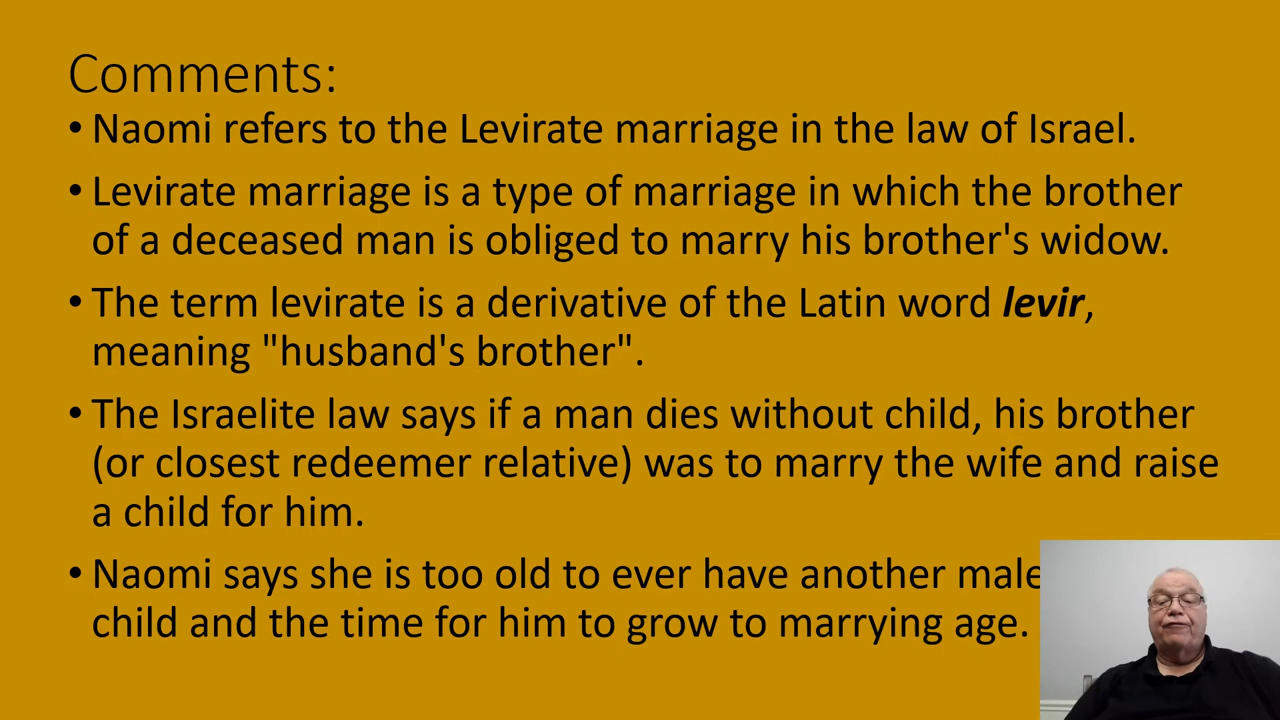 Comments:
• Naomi refers to the Levirate marriage in the law of Israel.
• Levirate marriage is a type of marriage in which the brother
of a deceased man is obliged to marry his brother's widow.
• The term levirate is a derivative of the Latin word levir,
meaning "husband's brother".
• The Israelite law says if a man dies without child, his brother
(or closest redeemer relative) was to marry the wife and raise
a child for him.
• Naomi says she is too old to ever have another male
child and the time for him to grow to marrying age.